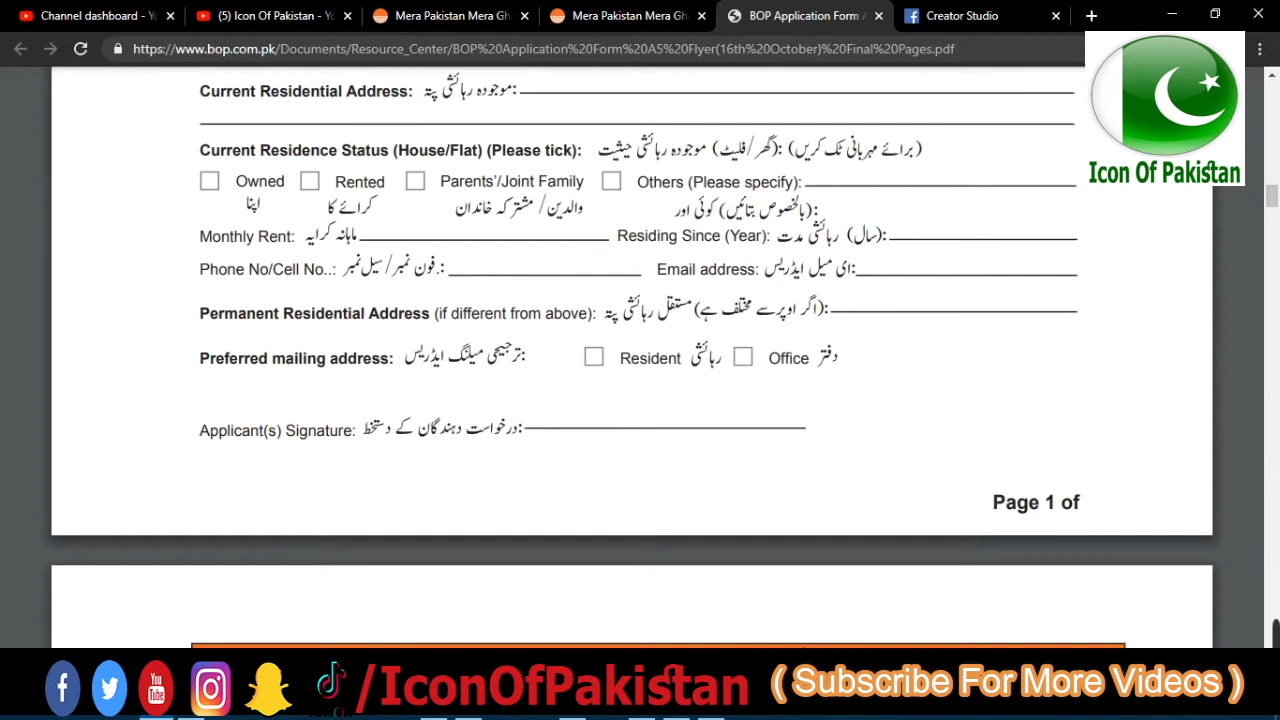 Channel dashboard - Yo
(5) Icon Of Pakistan - Yo
Mera Pakistan Mera Gh
Mera Pakistan Mera Gh
BOP Application Form A
Creator Studio
https://www.bop.com.pk/Documents/Resource_Center/BOP%20Application%20Form%20A5%20Flyer(16th%20October)%20Final%20Pages.pdf
Icon Of Pakistan
Current Residential Address: موجودہ رہائشی پتہ:
Current Residence Status (House/Flat) (Please tick): موجودہ رہائشی حیثیت (گھر/فلیٹ): (برائے مہربانی ٹک کریں)
Owned Rented Parents'/Joint Family Others (Please specify):
اپنا کرائے کا والدین/ مشترکہ خاندان کوئی اور (بالخصوص بتائیں):
Monthly Rent: ماہانہ کرایہ Residing Since (Year): رہائشی مدت (سال):
Phone No/Cell No..: فون نمبر/سیل نمبر.: Email address: ای میل ایڈریس:
Permanent Residential Address (if different from above): مستقل رہائشی پتہ (اگر اوپر سے مختلف ہے):
Preferred mailing address: ترجیحی میلنگ ایڈریس: Resident رہائشی Office دفتر
Applicant(s) Signature: درخواست دہندگان کے دستخط:
Page 1 of
You
Tube
/IconOfPakistan
( Subscribe For More Videos )